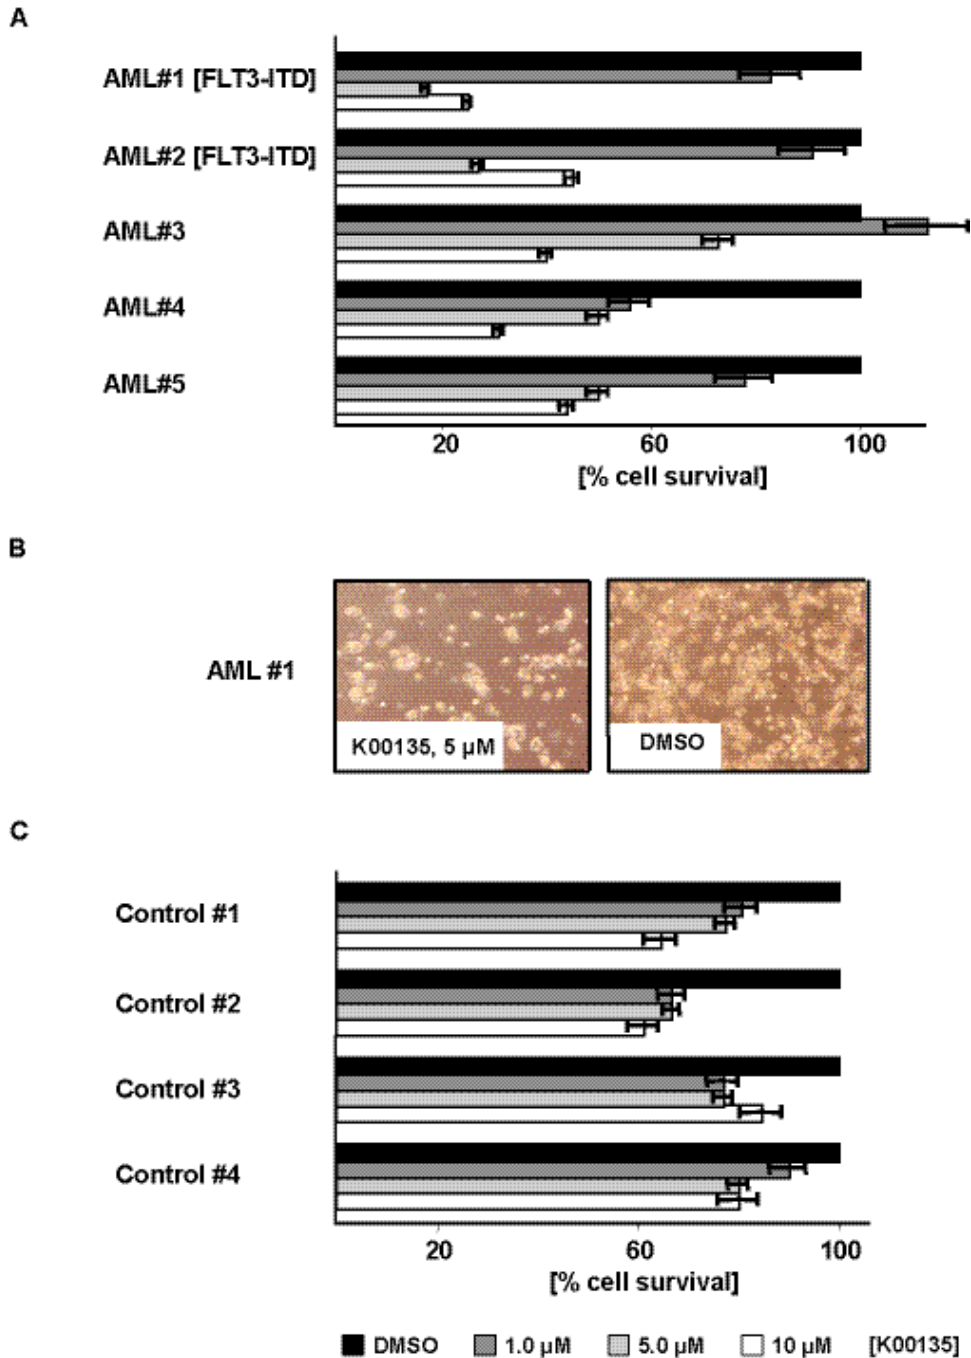 A
AML#1 [FLT3-ITD]
AML#2 [FLT3-ITD]
AML#3
AML#4
AML#5
20 60 100
[% cell survival]
B
AML #1
K00135, 5 µM
DMSO
C
Control #1
Control #2
Control #3
Control #4
20 60 100
[% cell survival]
DMSO 1.0 µM 5.0 µM 10 µM [K00135]